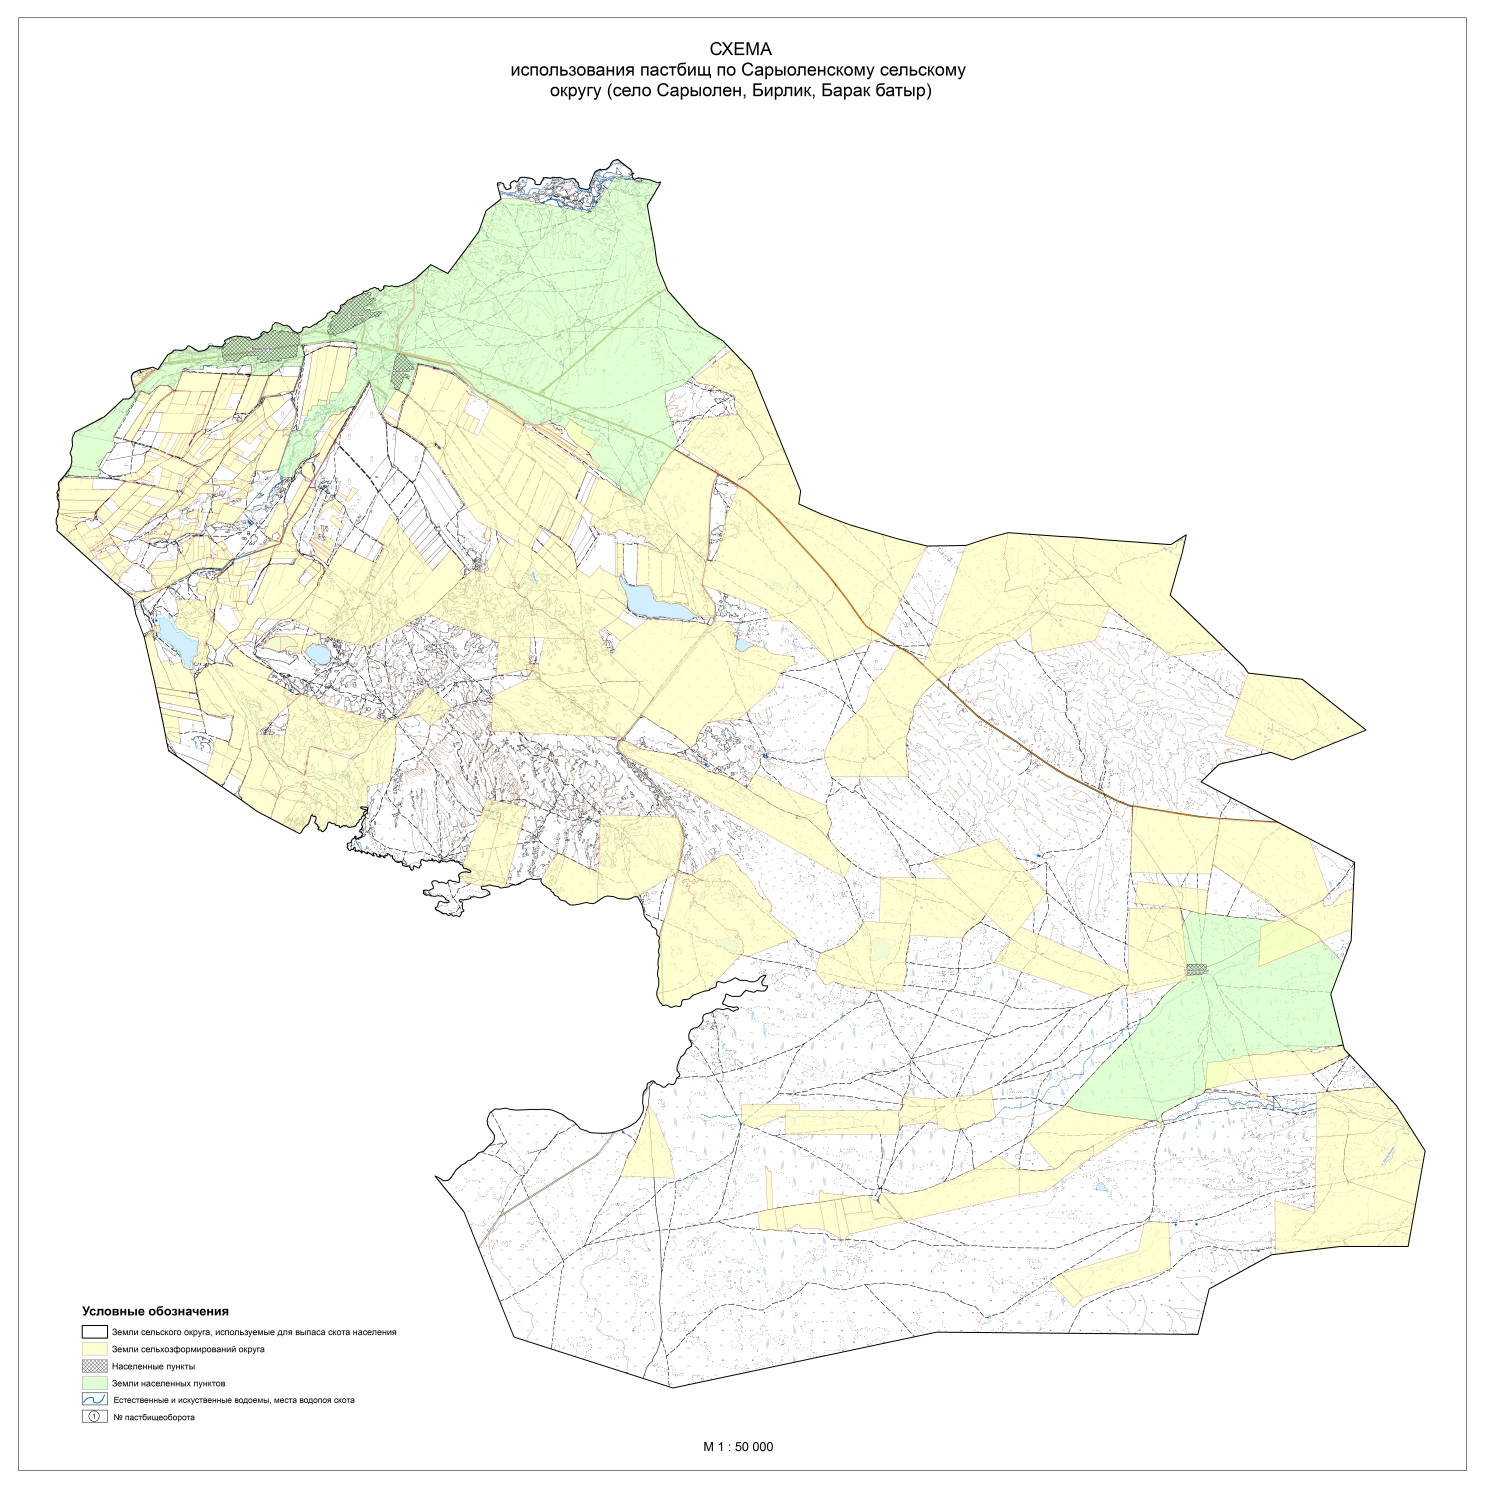 СХЕМА
использования пастбищ по Сарыоленскому сельскому
округу (село Сарыолен, Бирлик, Барак батыр)
Условные обозначения
Земли сельского округа, используемые для выпаса скота населения
Земли сельхозформирований округа
Населенные пункты
Земли населенных пунктов
Естественные и искуственные водоемы, места водопоя скота
1 № пастбищеоборота
М 1 : 50 000